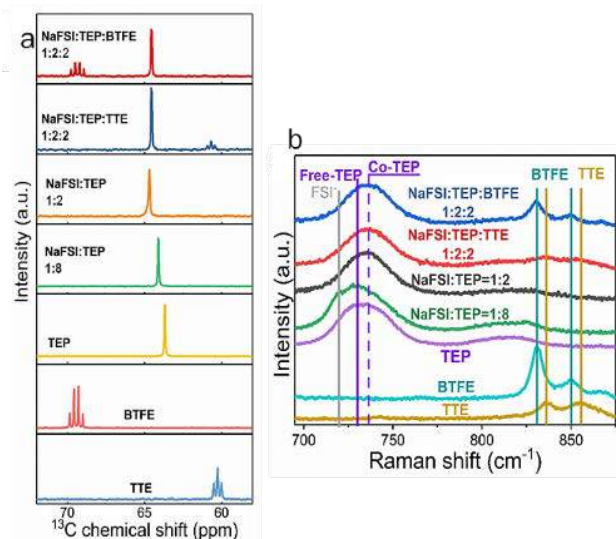 a
NaFSI:TEP:BTFE
1:2:2
NaFSI:TEP:TTE
1:2:2
NaFSI:TEP
1:2
NaFSI:TEP
1:8
TEP
BTFE
TTE
Intensity (a.u.)
70 65 60
13C chemical shift (ppm)
b
Free-TEP Co-TEP BTFE TTE
FSI-
NaFSI:TEP:BTFE
1:2:2
NaFSI:TEP:TTE
1:2:2
NaFSI:TEP=1:2
NaFSI:TEP=1:8
TEP
BTFE
TTE
Intensity (a.u.)
700 750 800 850
Raman shift (cm-1)